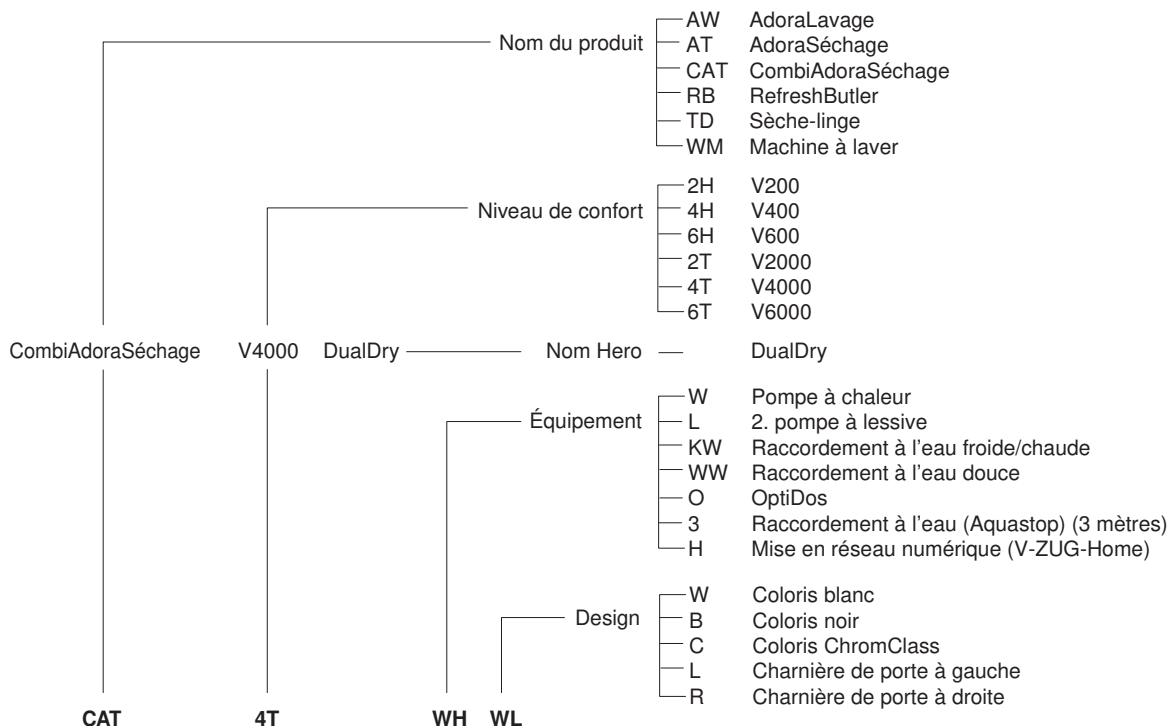 AW AdoraLavage
Nom du produit AT AdoraSéchage
CAT CombiAdoraSéchage
RB RefreshButler
TD Sèche-linge
WM Machine à laver
2H V200
Niveau de confort 4H V400
6H V600
2T V2000
4T V4000
6T V6000
CombiAdoraSéchage V4000 DualDry Nom Hero DualDry
W Pompe à chaleur
Équipement L 2. pompe à lessive
KW Raccordement à l'eau froide/chaude
WW Raccordement à l'eau douce
O OptiDos
3 Raccordement à l'eau (Aquastop) (3 mètres)
H Mise en réseau numérique (V-ZUG-Home)
W Coloris blanc
Design B Coloris noir
C Coloris ChromClass
L Charnière de porte à gauche
R Charnière de porte à droite
CAT 4T WH WL